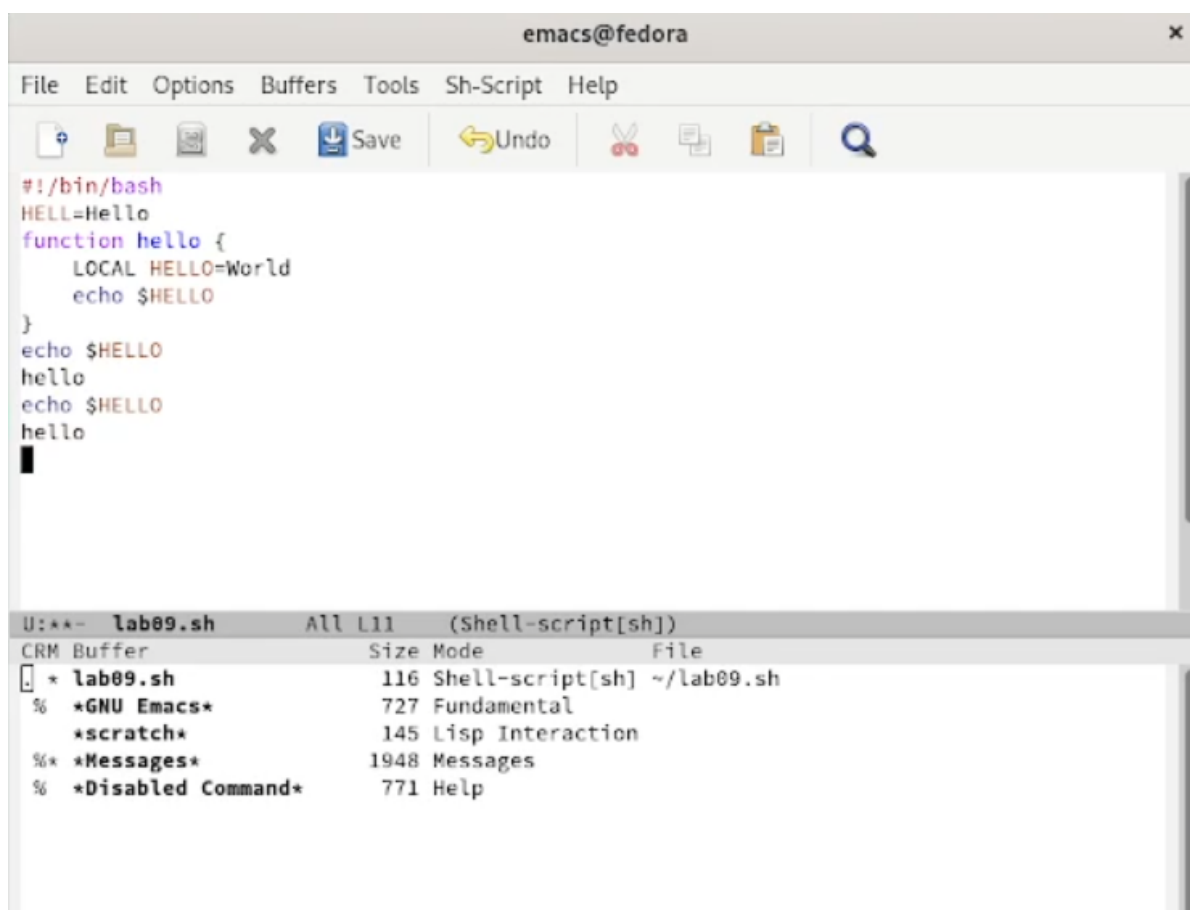 emacs@fedora ×
File Edit Options Buffers Tools Sh-Script Help
Save Undo
#!/bin/bash
HELL=Hello
function hello {
    LOCAL HELLO=World
    echo $HELLO
}
echo $HELLO
hello
echo $HELLO
hello
U:**-  lab09.sh       All L11    (Shell-script[sh])
CRM Buffer                 Size Mode             File
. * lab09.sh                116 Shell-script[sh] ~/lab09.sh
 %  *GNU Emacs*             727 Fundamental
    *scratch*               145 Lisp Interaction
 %* *Messages*             1948 Messages
 %  *Disabled Command*      771 Help